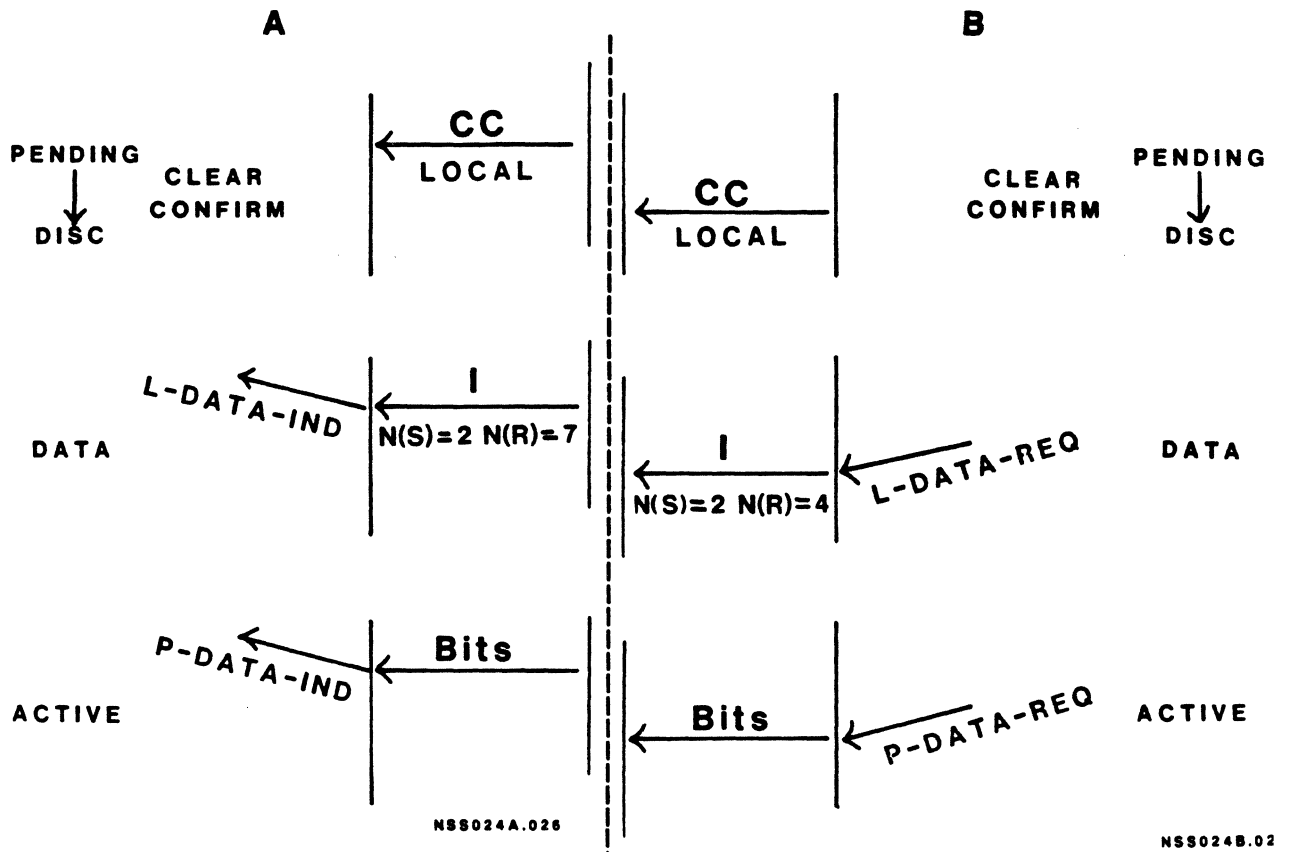 A
B
CC
PENDING
CLEAR
CONFIRM
LOCAL
DISC
CC
LOCAL
CLEAR
CONFIRM
PENDING
DISC
L-DATA-IND
I
N(S)=2 N(R)=7
DATA
I
N(S)=2 N(R)=4
L-DATA-REQ
DATA
P-DATA-IND
Bits
ACTIVE
Bits
P-DATA-REQ
ACTIVE
NSS024A.026
NSS024B.02